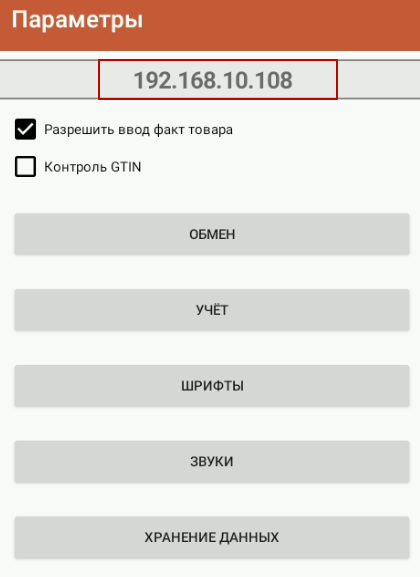 Параметры
192.168.10.108
Разрешить ввод факт товара
Контроль GTIN
ОБМЕН
УЧЁТ
ШРИФТЫ
ЗВУКИ
ХРАНЕНИЕ ДАННЫХ